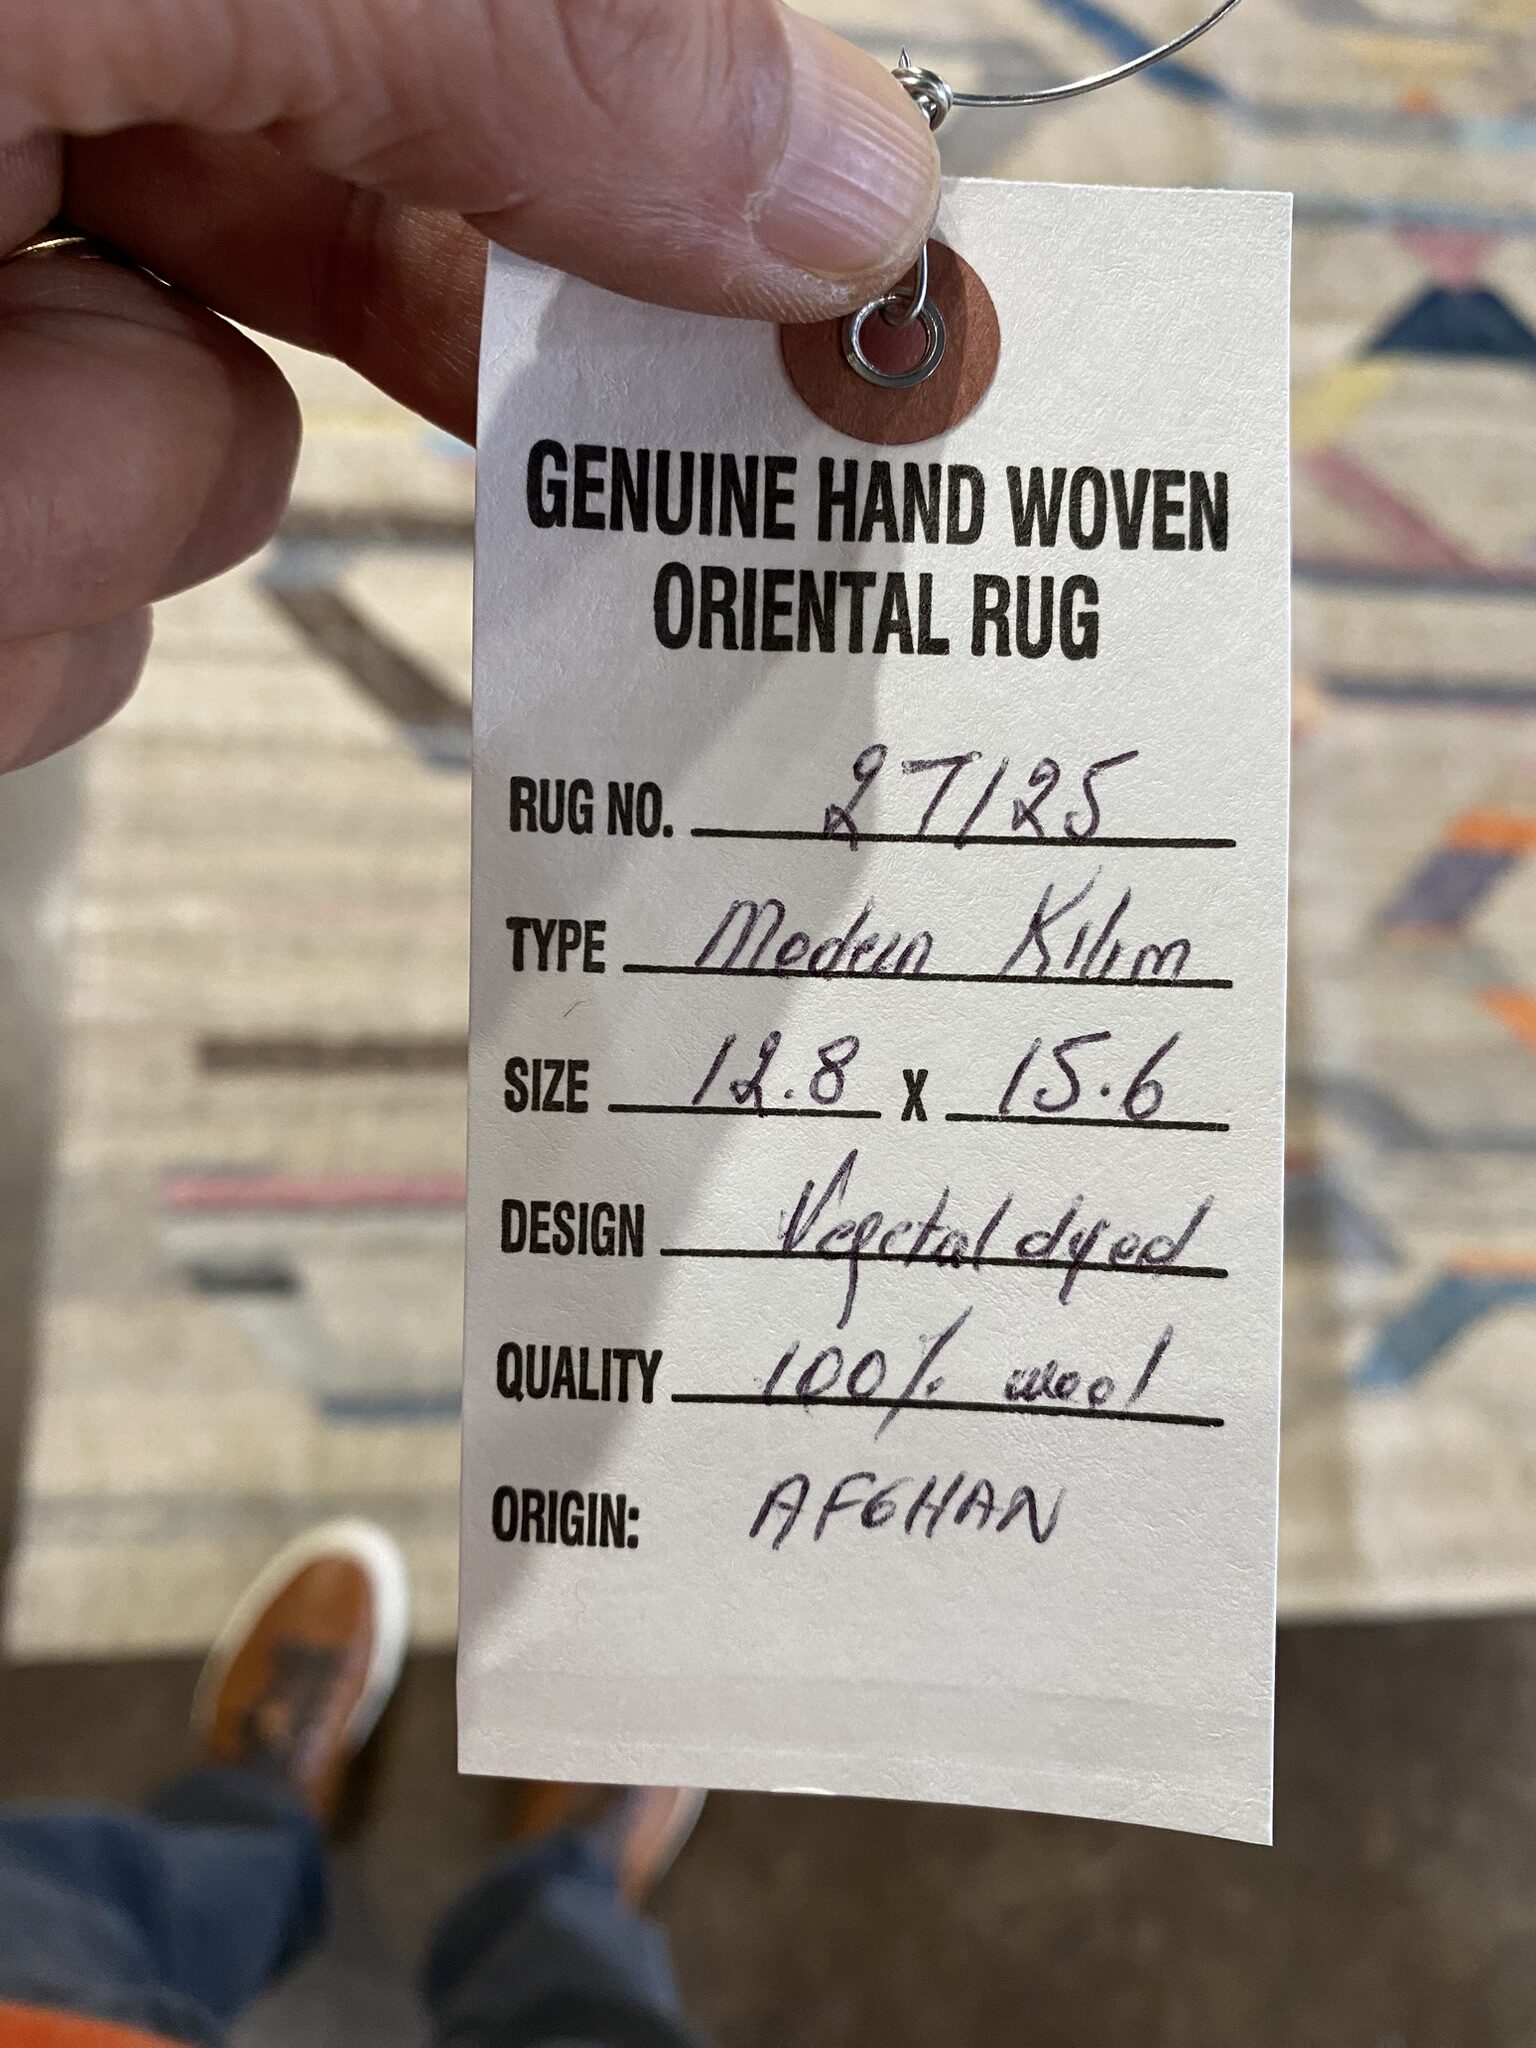 GENUINE HAND WOVEN
ORIENTAL RUG
RUG NO. 27125
TYPE Modern Kilim
SIZE 12.8 X 15.6
DESIGN Vegetal dyed
QUALITY 100% wool
ORIGIN: AFGHAN